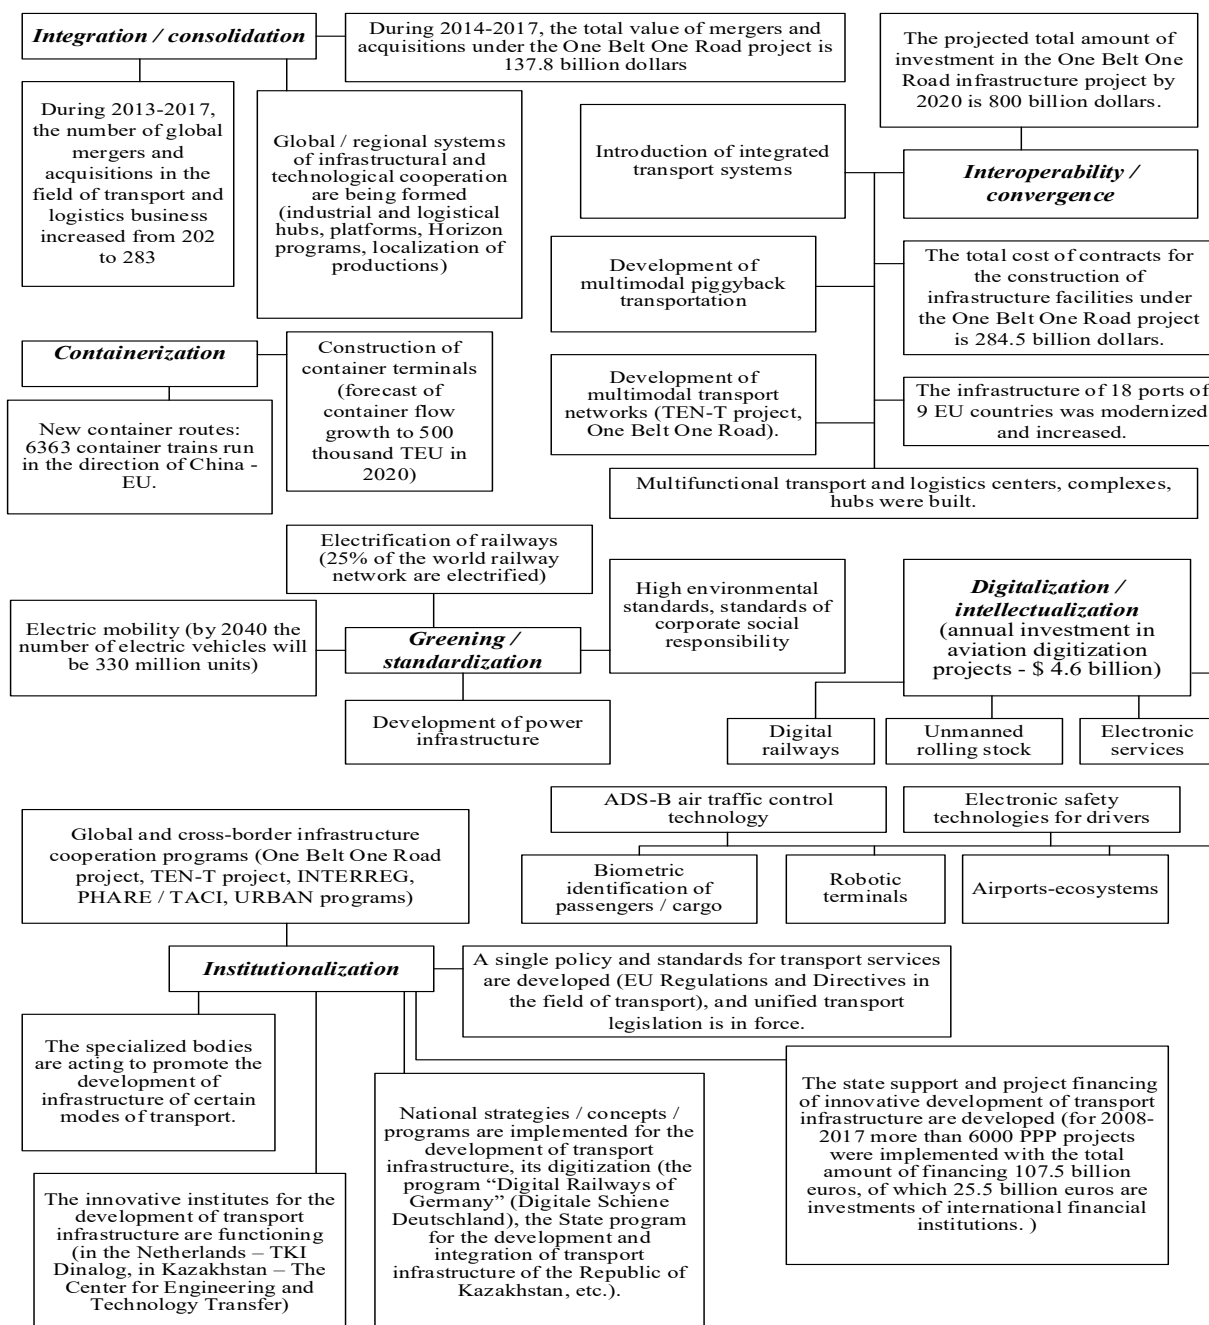 Integration / consolidation
During 2014-2017, the total value of mergers and
acquisitions under the One Belt One Road project is
137.8 billion dollars
The projected total amount of
investment in the One Belt One
Road infrastructure project by
2020 is 800 billion dollars.
During 2013-2017,
the number of global
mergers and
acquisitions in the
field of transport and
logistics business
increased from 202
to 283
Global / regional systems
of infrastructural and
technological cooperation
are being formed
(industrial and logistical
hubs, platforms, Horizon
programs, localization of
productions)
Introduction of integrated
transport systems
Interoperability /
convergence
Development of
multimodal piggyback
transportation
The total cost of contracts for
the construction of
infrastructure facilities under
the One Belt One Road project
is 284.5 billion dollars.
Containerization
Construction of
container terminals
(forecast of
container flow
growth to 500
thousand TEU in
2020)
Development of
multimodal transport
networks (TEN-T project,
One Belt One Road).
The infrastructure of 18 ports of
9 EU countries was modernized
and increased.
New container routes:
6363 container trains run
in the direction of China -
EU.
Multifunctional transport and logistics centers, complexes,
hubs were built.
Electrification of railways
(25% of the world railway
network are electrified)
High environmental
standards, standards of
corporate social
responsibility
Digitalization /
intellectualization
(annual investment in
aviation digitization
projects - $ 4.6 billion)
Electric mobility (by 2040 the
number of electric vehicles will
be 330 million units)
Greening /
standardization
Development of power
infrastructure
Digital
railways
Unmanned
rolling stock
Electronic
services
ADS-B air traffic control
technology
Electronic safety
technologies for drivers
Global and cross-border infrastructure
cooperation programs (One Belt One Road
project, TEN-T project, INTERREG,
PHARE / TACI, URBAN programs)
Biometric
identification of
passengers / cargo
Robotic
terminals
Airports-ecosystems
Institutionalization
A single policy and standards for transport services
are developed (EU Regulations and Directives in
the field of transport), and unified transport
legislation is in force.
The specialized bodies
are acting to promote the
development of
infrastructure of certain
modes of transport.
National strategies / concepts /
programs are implemented for the
development of transport
infrastructure, its digitization (the
program “Digital Railways of
Germany” (Digitale Schiene
Deutschland), the State program
for the development and
integration of transport
infrastructure of the Republic of
Kazakhstan, etc.).
The state support and project financing
of innovative development of transport
infrastructure are developed (for 2008-
2017 more than 6000 PPP projects
were implemented with the total
amount of financing 107.5 billion
euros, of which 25.5 billion euros are
investments of international financial
institutions. )
The innovative institutes for the
development of transport
infrastructure are functioning
(in the Netherlands – TKI
Dinalog, in Kazakhstan – The
Center for Engineering and
Technology Transfer)